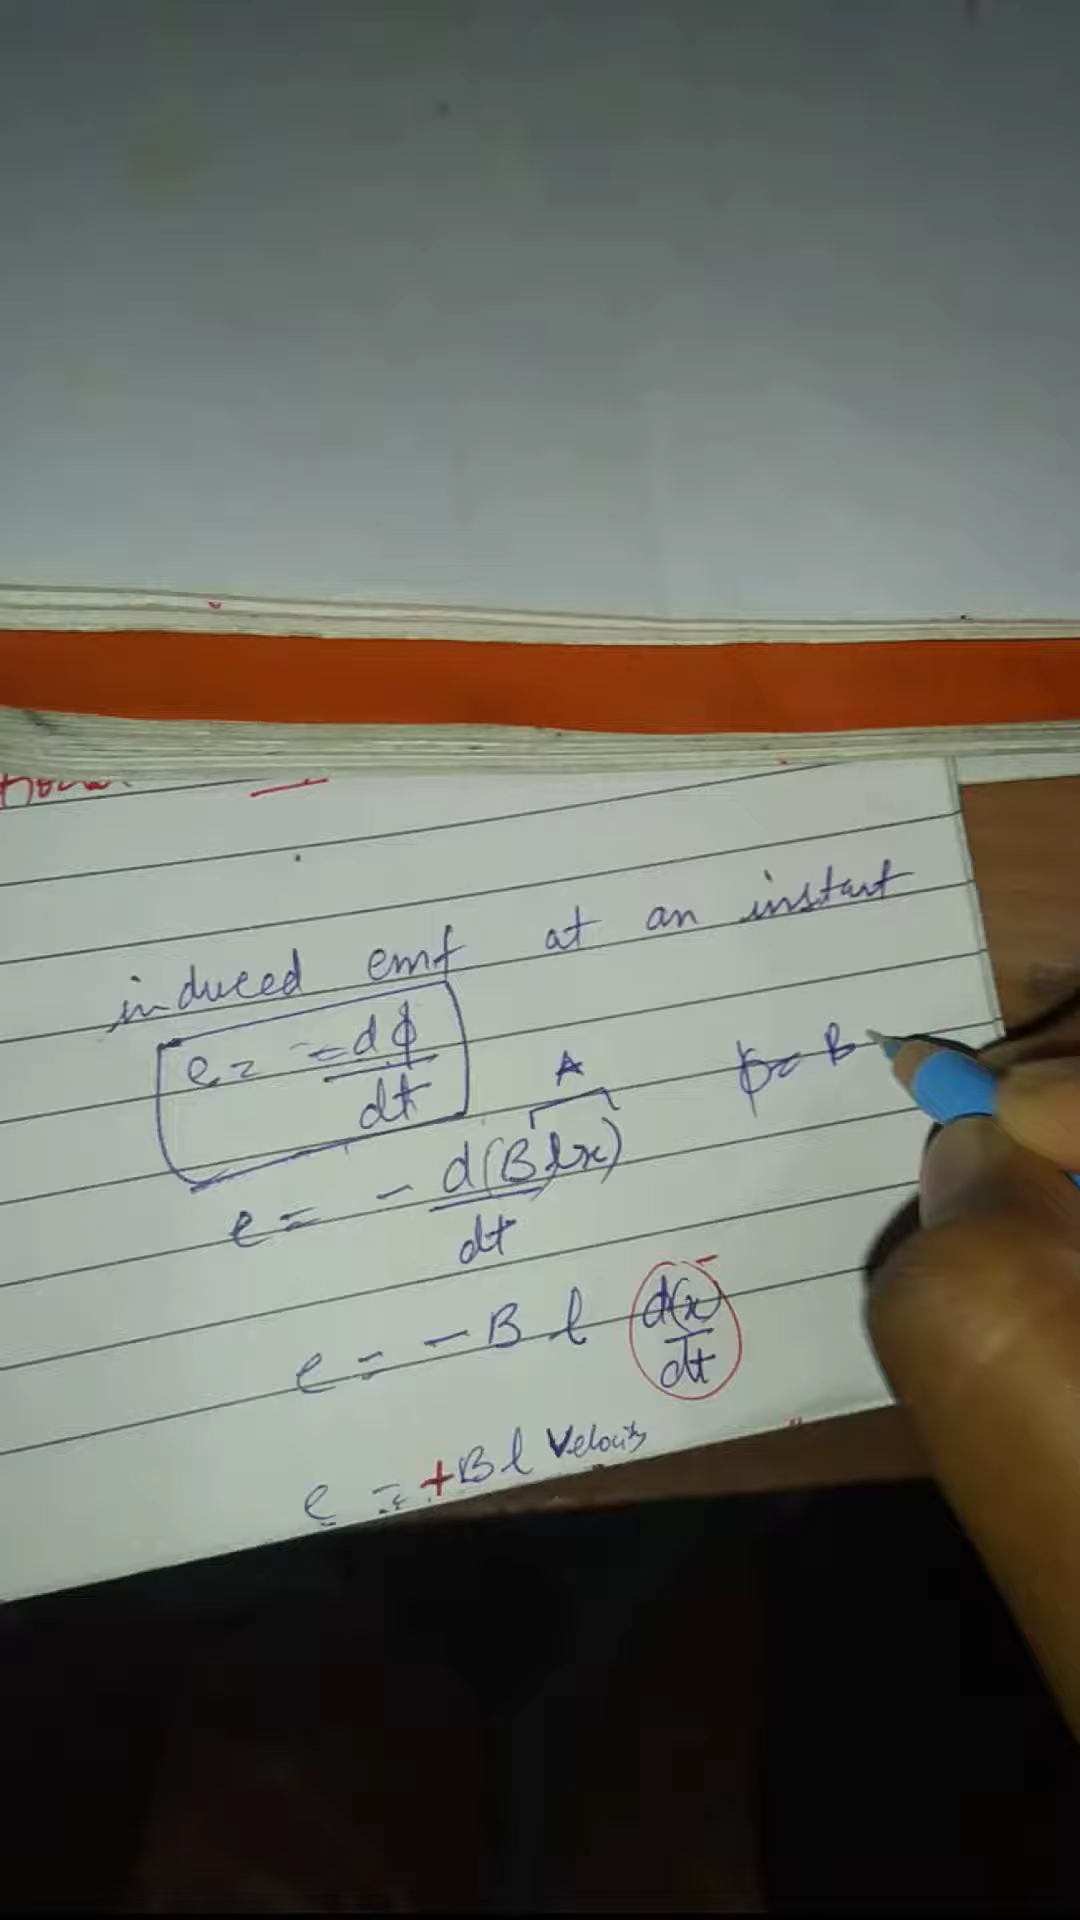 induced emf at an instant
e = -dφ/dt
A
φ = B
e = - d(Blx)/dt
e = - B l d(x)/dt
e = +Bl Velocity